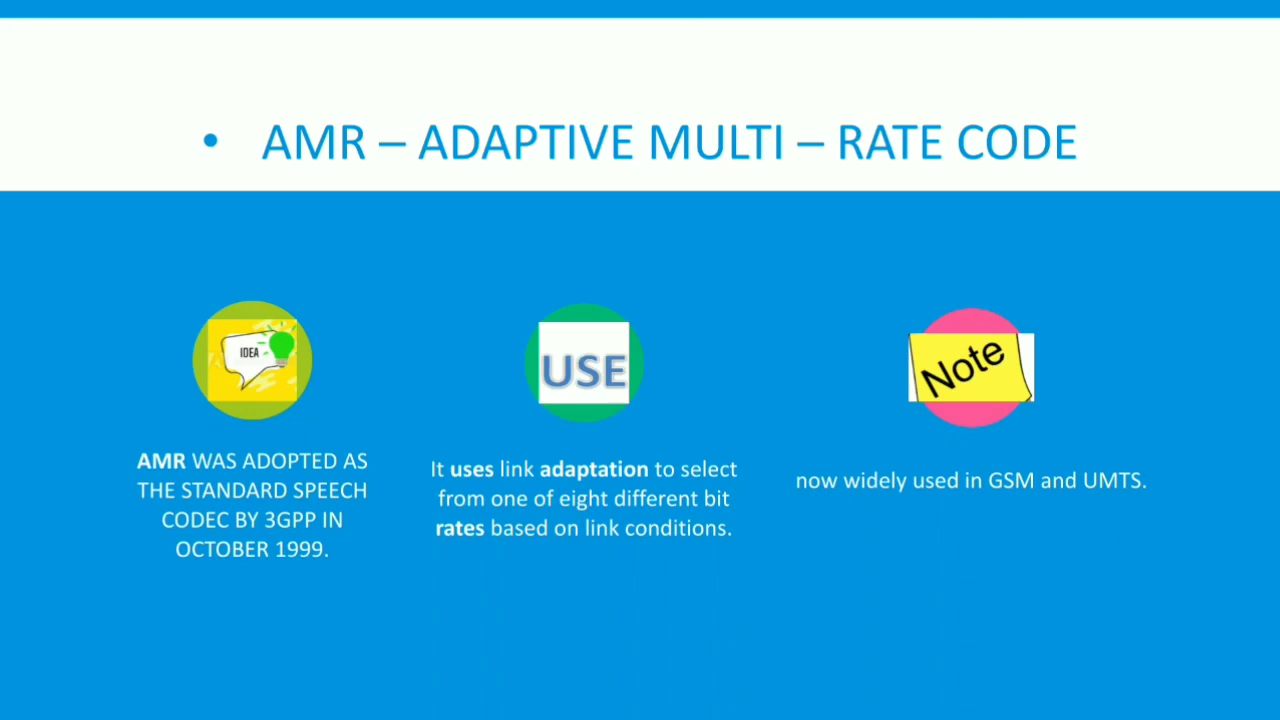 • AMR – ADAPTIVE MULTI – RATE CODE
IDEA
USE
Note
AMR WAS ADOPTED AS
THE STANDARD SPEECH
CODEC BY 3GPP IN
OCTOBER 1999.
It uses link adaptation to select
from one of eight different bit
rates based on link conditions.
now widely used in GSM and UMTS.